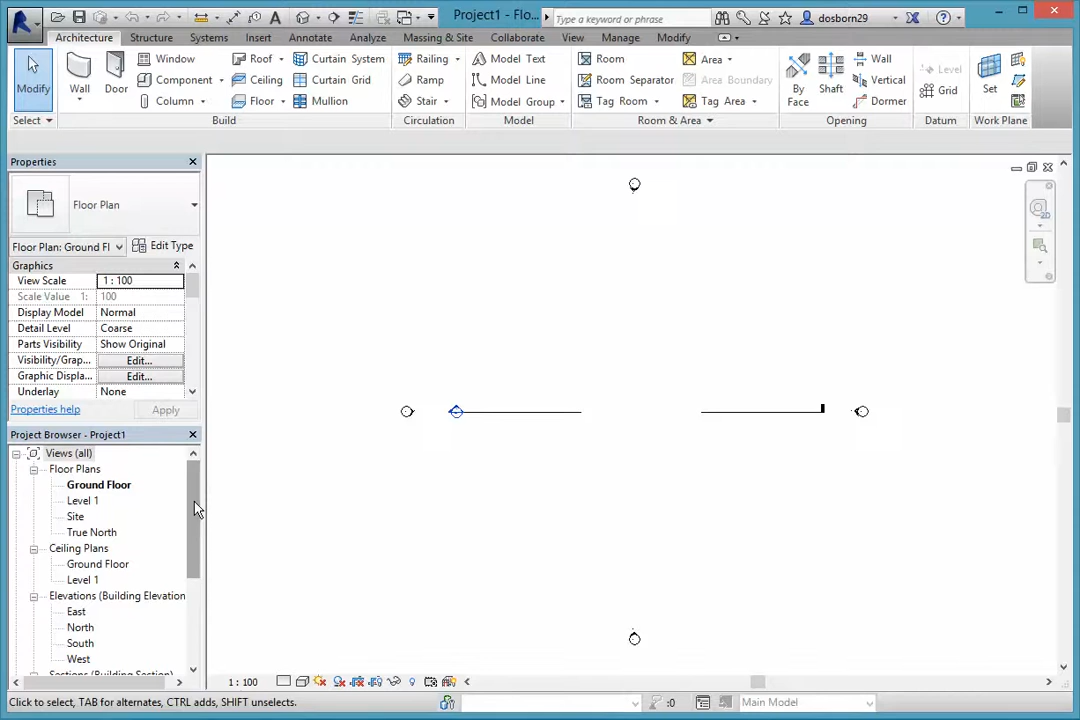 Project1 - Flo...
Type a keyword or phrase
dosborn29
Architecture Structure Systems Insert Annotate Analyze Massing & Site Collaborate View Manage Modify
Modify
Select
Wall
Door
Window
Component
Column
Roof
Ceiling
Floor
Curtain System
Curtain Grid
Mullion
Build
Railing
Ramp
Stair
Circulation
Model Text
Model Line
Model Group
Model
Room
Room Separator
Tag Room
Area
Area Boundary
Tag Area
Room & Area
By Face
Shaft
Wall
Vertical
Dormer
Opening
Level
Grid
Datum
Set
Work Plane
Properties
Floor Plan
Floor Plan: Ground Fl
Edit Type
Graphics
View Scale 1 : 100
Scale Value 1: 100
Display Model Normal
Detail Level Coarse
Parts Visibility Show Original
Visibility/Grap... Edit...
Graphic Displa... Edit...
Underlay None
Properties help Apply
Project Browser - Project1
Views (all)
Floor Plans
Ground Floor
Level 1
Site
True North
Ceiling Plans
Ground Floor
Level 1
Elevations (Building Elevation
East
North
South
West
Sections (Building Section)
2D
1 : 100
Click to select, TAB for alternates, CTRL adds, SHIFT unselects.
:0
Main Model